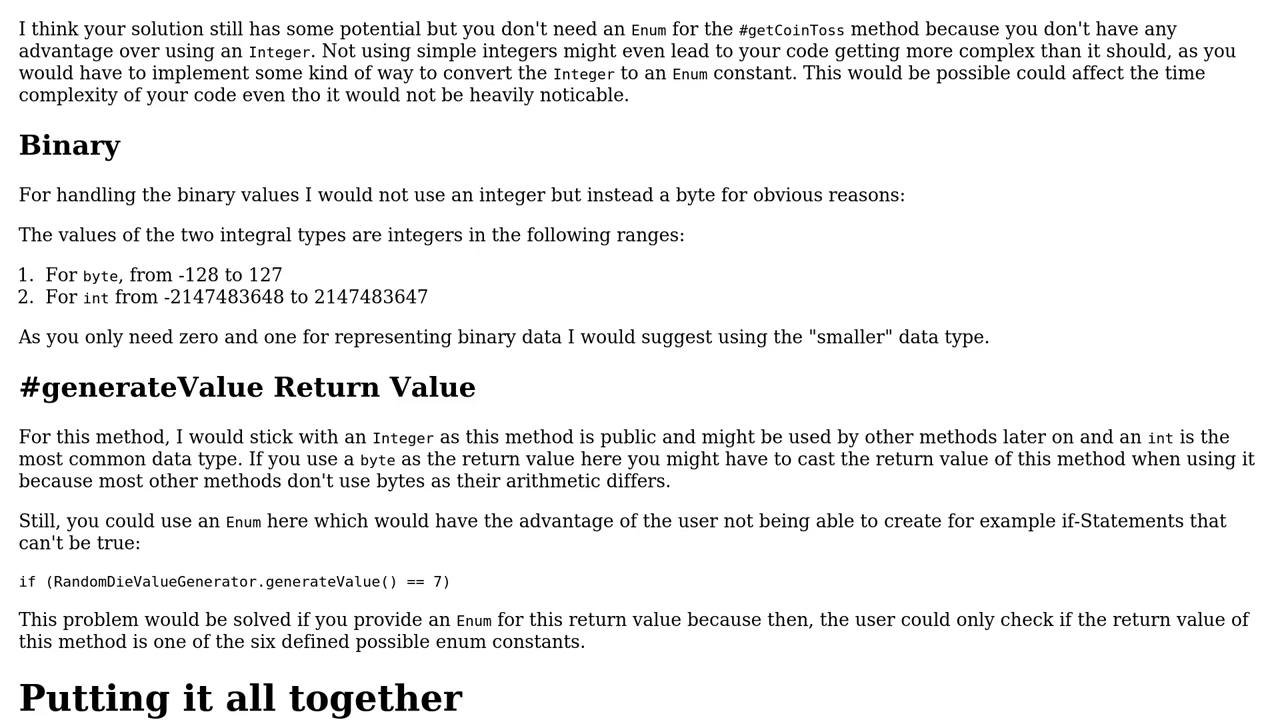 I think your solution still has some potential but you don't need an Enum for the #getCoinToss method because you don't have any
advantage over using an Integer. Not using simple integers might even lead to your code getting more complex than it should, as you
would have to implement some kind of way to convert the Integer to an Enum constant. This would be possible could affect the time
complexity of your code even tho it would not be heavily noticable.
Binary
For handling the binary values I would not use an integer but instead a byte for obvious reasons:
The values of the two integral types are integers in the following ranges:
1. For byte, from -128 to 127
2. For int from -2147483648 to 2147483647
As you only need zero and one for representing binary data I would suggest using the "smaller" data type.
#generateValue Return Value
For this method, I would stick with an Integer as this method is public and might be used by other methods later on and an int is the
most common data type. If you use a byte as the return value here you might have to cast the return value of this method when using it
because most other methods don't use bytes as their arithmetic differs.
Still, you could use an Enum here which would have the advantage of the user not being able to create for example if-Statements that
can't be true:
if (RandomDieValueGenerator.generateValue() == 7)
This problem would be solved if you provide an Enum for this return value because then, the user could only check if the return value of
this method is one of the six defined possible enum constants.
Putting it all together